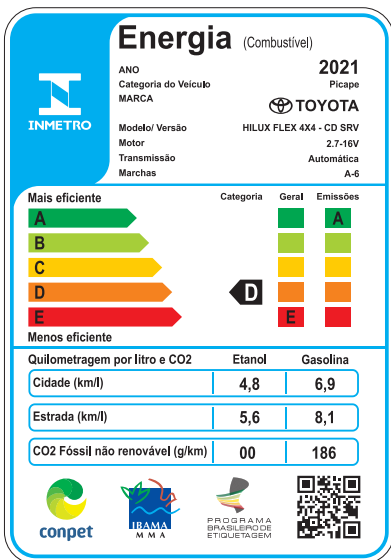 Energia (Combustível)
ANO 2021
Categoria do Veículo Picape
MARCA TOYOTA
INMETRO
Modelo/ Versão HILUX FLEX 4X4 - CD SRV
Motor 2.7-16V
Transmissão Automática
Marchas A-6
Mais eficiente Categoria Geral Emissões
A A
B
C
D D
E E
Menos eficiente
Quilometragem por litro e CO2 Etanol Gasolina
Cidade (km/l) 4,8 6,9
Estrada (km/l) 5,6 8,1
CO2 Fóssil não renovável (g/km) 00 186
conpet
IBAMA
MMA
PROGRAMA
BRASILEIRO DE
ETIQUETAGEM